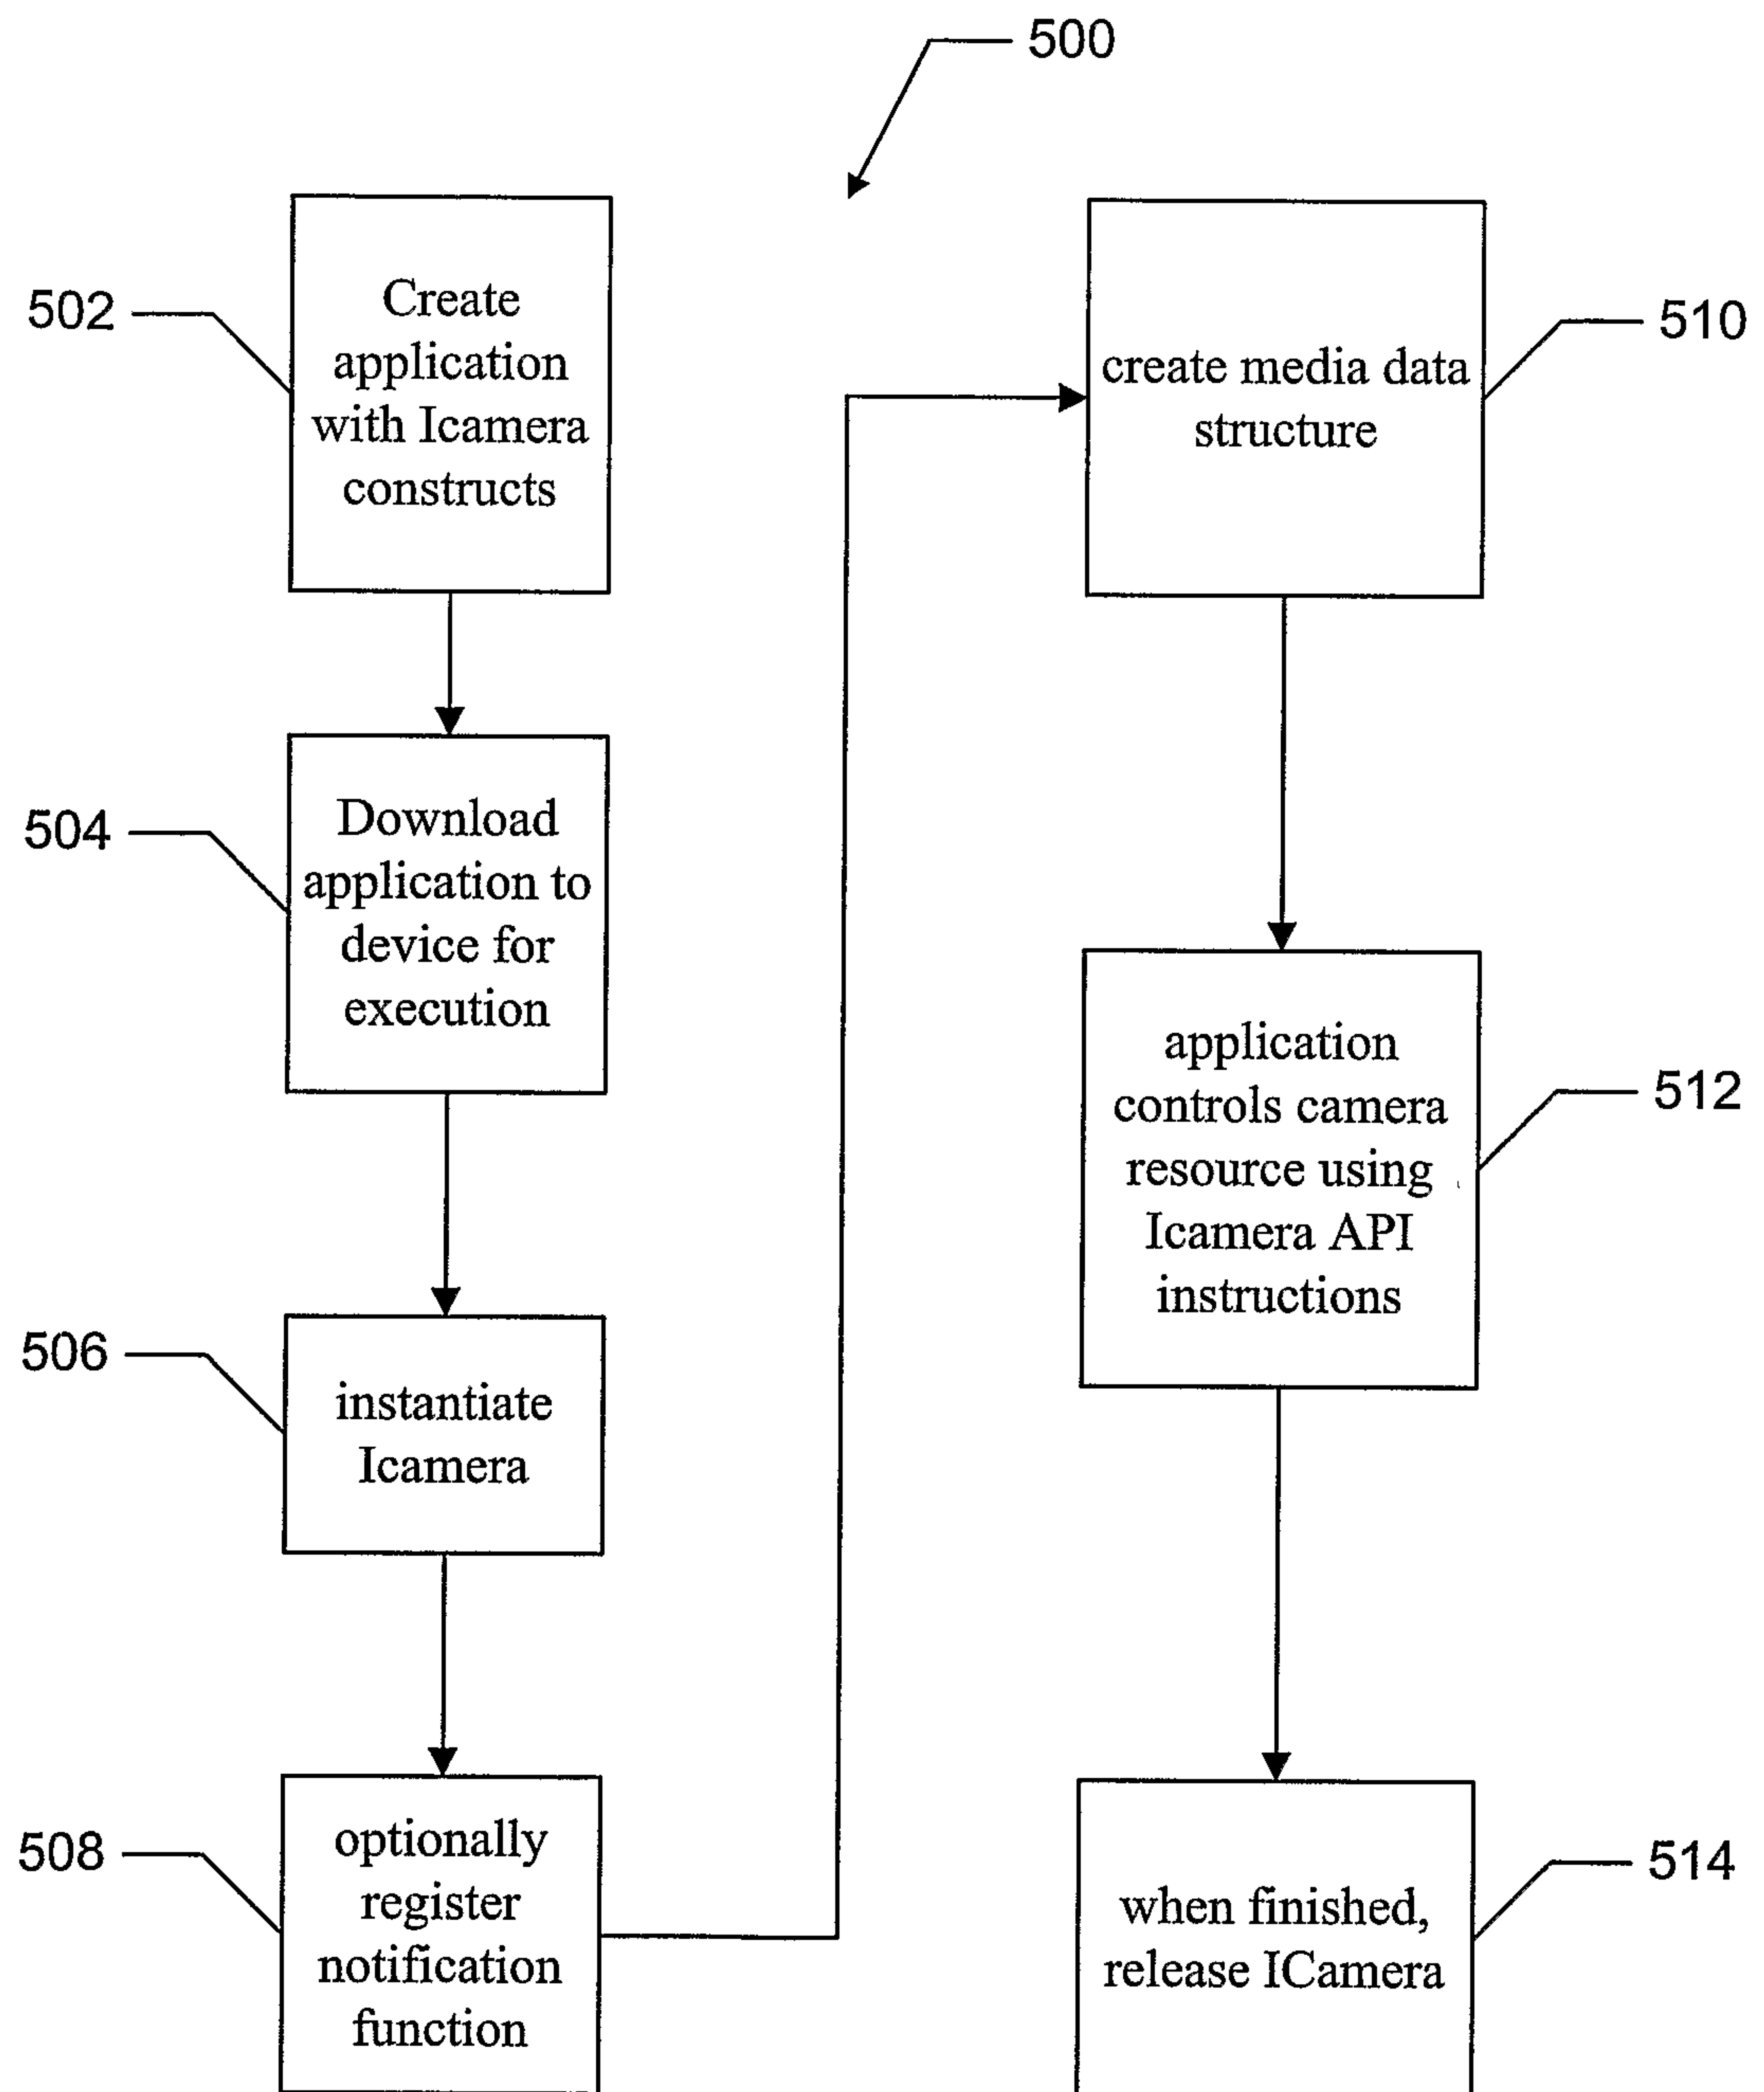 500
502
Create
application
with Icamera
constructs
504
Download
application to
device for
execution
506
instantiate
Icamera
508
optionally
register
notification
function
510
create media data
structure
512
application
controls camera
resource using
Icamera API
instructions
514
when finished,
release ICamera